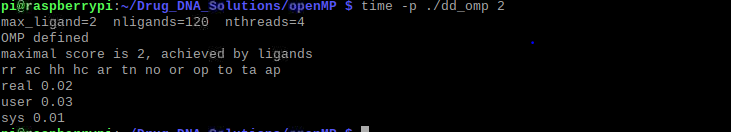 pi@raspberrypi:~/Drug_DNA_Solutions/openMP $ time -p ./dd_omp 2
max_ligand=2  nligands=120  nthreads=4
OMP defined
maximal score is 2, achieved by ligands
rr ac hh hc ar tn no or op to ta ap
real 0.02
user 0.03
sys 0.01
pi@raspberrypi:~/Drug_DNA_Solutions/openMP $